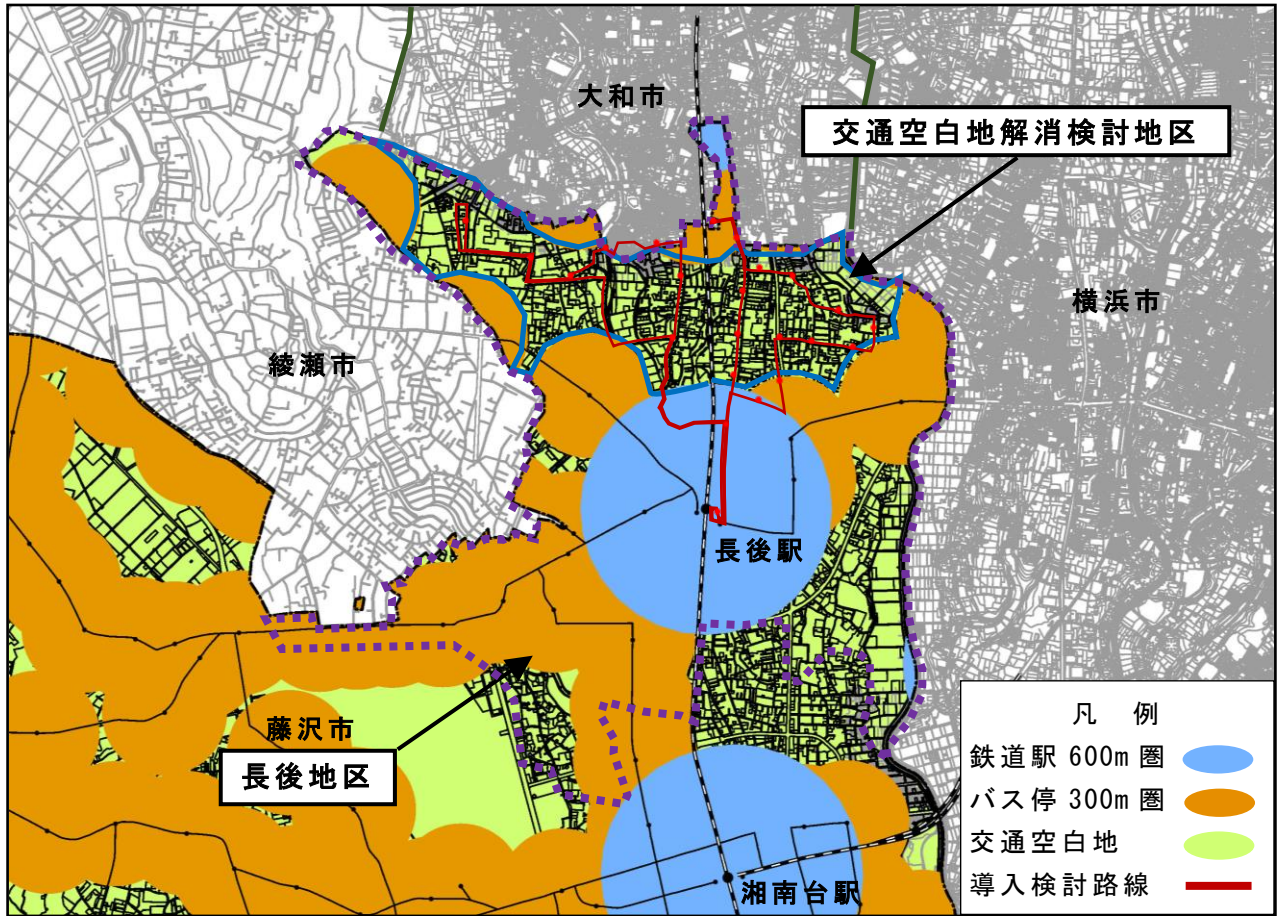 大和市
交通空白地解消検討地区
横浜市
綾瀬市
長後駅
藤沢市
長後地区
湘南台駅
凡 例
鉄道駅 600m 圏
バス停 300m 圏
交通空白地
導入検討路線